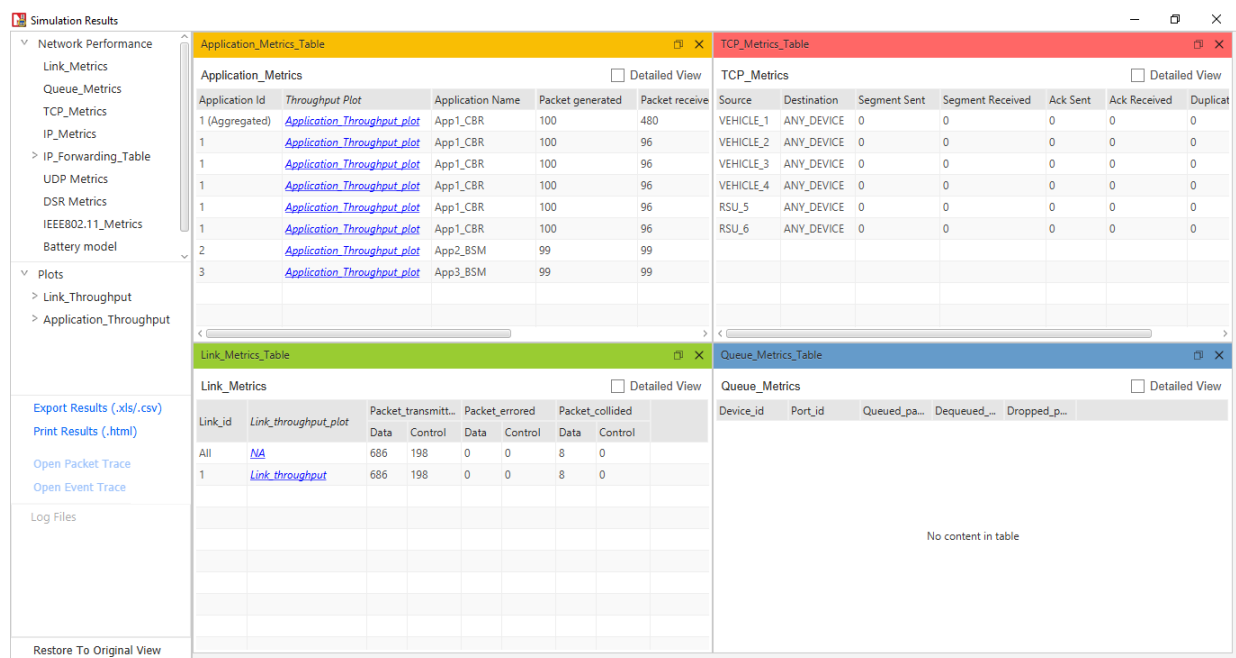 Simulation Results
Network Performance
Link_Metrics
Queue_Metrics
TCP_Metrics
IP_Metrics
IP_Forwarding_Table
UDP Metrics
DSR Metrics
IEEE802.11_Metrics
Battery model
Plots
Link_Throughput
Application_Throughput
Export Results (.xls/.csv)
Print Results (.html)
Open Packet Trace
Open Event Trace
Log Files
Restore To Original View
Application_Metrics_Table
Application_Metrics Detailed View
Application Id Throughput Plot Application Name Packet generated Packet receive
1 (Aggregated) Application_Throughput_plot App1_CBR 100 480
1 Application_Throughput_plot App1_CBR 100 96
1 Application_Throughput_plot App1_CBR 100 96
1 Application_Throughput_plot App1_CBR 100 96
1 Application_Throughput_plot App1_CBR 100 96
1 Application_Throughput_plot App1_CBR 100 96
2 Application_Throughput_plot App2_BSM 99 99
3 Application_Throughput_plot App3_BSM 99 99
TCP_Metrics_Table
TCP_Metrics Detailed View
Source Destination Segment Sent Segment Received Ack Sent Ack Received Duplicat
VEHICLE_1 ANY_DEVICE 0 0 0 0 0
VEHICLE_2 ANY_DEVICE 0 0 0 0 0
VEHICLE_3 ANY_DEVICE 0 0 0 0 0
VEHICLE_4 ANY_DEVICE 0 0 0 0 0
RSU_5 ANY_DEVICE 0 0 0 0 0
RSU_6 ANY_DEVICE 0 0 0 0 0
Link_Metrics_Table
Link_Metrics Detailed View
Link_id Link_throughput_plot Packet_transmitt... Packet_errored Packet_collided
Data Control Data Control Data Control
All NA 686 198 0 0 8 0
1 Link_throughput 686 198 0 0 8 0
Queue_Metrics_Table
Queue_Metrics Detailed View
Device_id Port_id Queued_pa... Dequeued_... Dropped_p...
No content in table